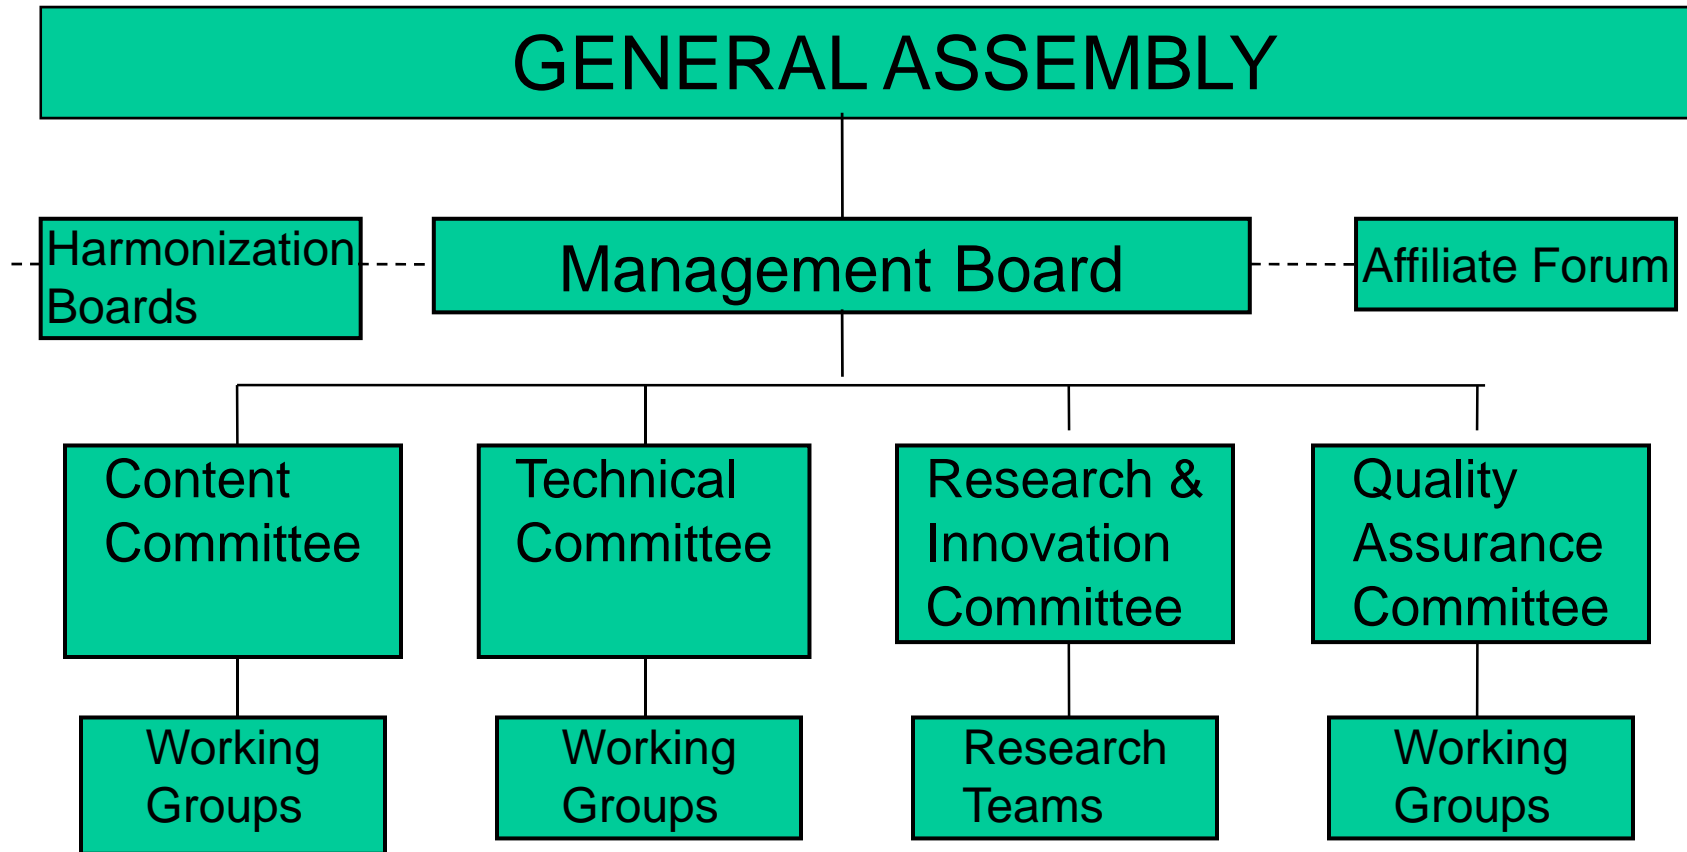 GENERAL ASSEMBLY
Harmonization
Boards
Management Board
Affiliate Forum
Content
Committee
Technical
Committee
Research &
Innovation
Committee
Quality
Assurance
Committee
Working
Groups
Working
Groups
Research
Teams
Working
Groups